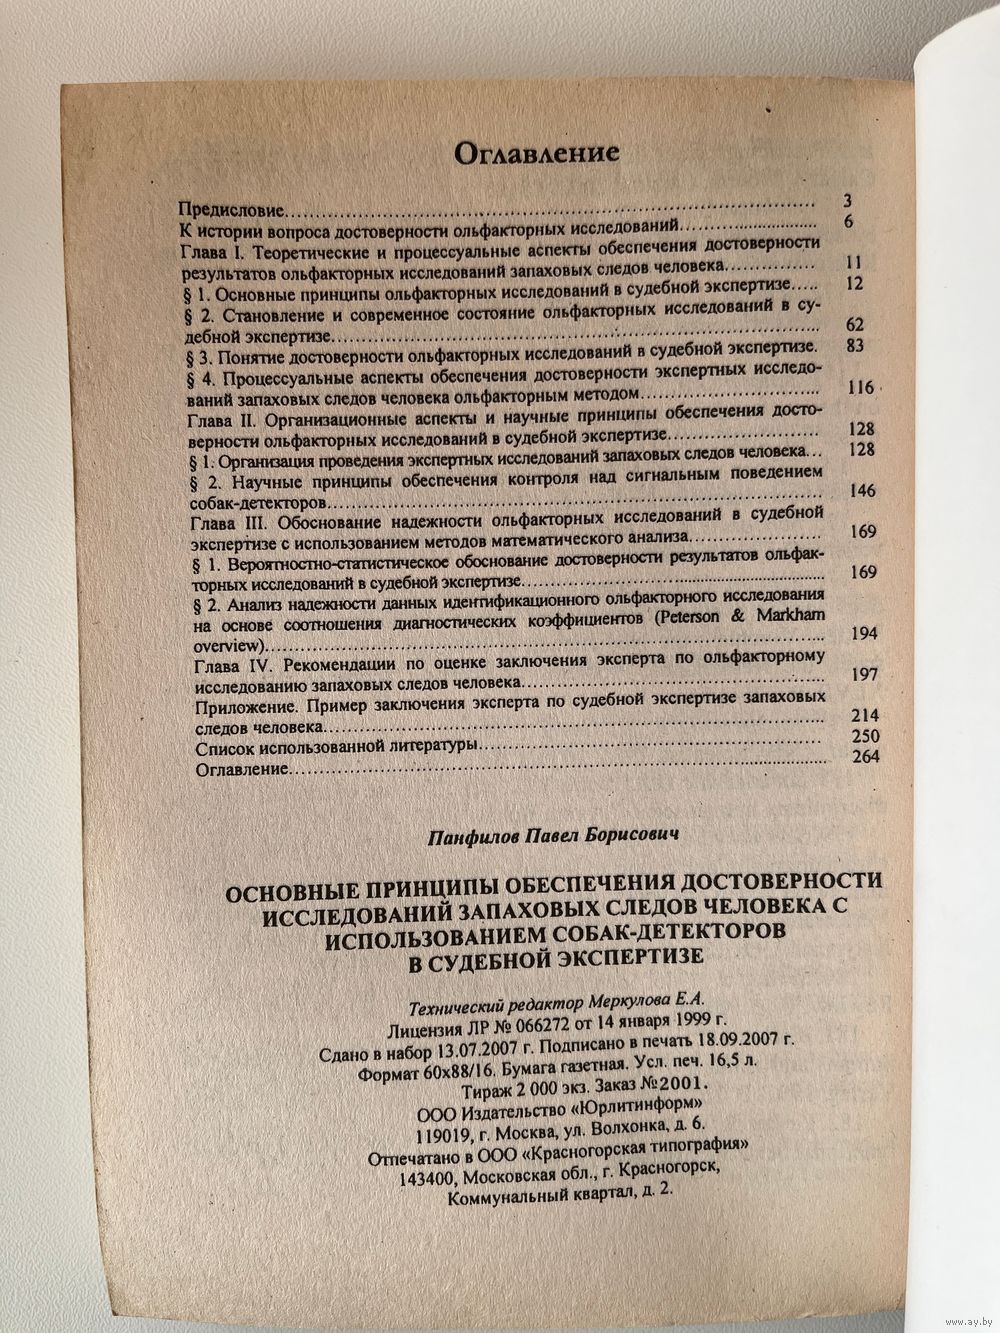 Оглавление
Предисловие........................................................ 3
К истории вопроса достоверности ольфакторных исследований........................ 6
Глава I. Теоретические и процессуальные аспекты обеспечения достоверности
результатов ольфакторных исследований запаховых следов человека............... 11
§ 1. Основные принципы ольфакторных исследований в судебной экспертизе..... 12
§ 2. Становление и современное состояние ольфакторных исследований в су-
дебной экспертизе........................................................ 62
§ 3. Понятие достоверности ольфакторных исследований в судебной экспертизе. 83
§ 4. Процессуальные аспекты обеспечения достоверности экспертных исследо-
ваний запаховых следов человека ольфакторным методом............................. 116
Глава II. Организационные аспекты и научные принципы обеспечения досто-
верности ольфакторных исследований в судебной экспертизе......................... 128
§ 1. Организация проведения экспертных исследований запаховых следов человека... 128
§ 2. Научные принципы обеспечения контроля над сигнальным поведением
собак-детекторов........................................................ 146
Глава III. Обоснование надежности ольфакторных исследований в судебной
экспертизе с использованием методов математического анализа..................... 169
§ 1. Вероятностно-статистическое обоснование достоверности результатов ольфак-
торных исследований в судебной экспертизе........................................ 169
§ 2. Анализ надежности данных идентификационного ольфакторного исследования
на основе соотношения диагностических коэффициентов (Peterson & Markham
overview)........................................................ 194
Глава IV. Рекомендации по оценке заключения эксперта по ольфакторному
исследованию запаховых следов человека........................................ 197
Приложение. Пример заключения эксперта по судебной экспертизе запаховых
следов человека........................................................ 214
Список использованной литературы........................................ 250
Оглавление........................................................ 264
Панфилов Павел Борисович
ОСНОВНЫЕ ПРИНЦИПЫ ОБЕСПЕЧЕНИЯ ДОСТОВЕРНОСТИ
ИССЛЕДОВАНИЙ ЗАПАХОВЫХ СЛЕДОВ ЧЕЛОВЕКА С
ИСПОЛЬЗОВАНИЕМ СОБАК-ДЕТЕКТОРОВ
В СУДЕБНОЙ ЭКСПЕРТИЗЕ
Технический редактор Меркулова Е.А.
Лицензия ЛР № 066272 от 14 января 1999 г.
Сдано в набор 13.07.2007 г. Подписано в печать 18.09.2007 г.
Формат 60х88/16. Бумага газетная. Усл. печ. 16,5 л.
Тираж 2 000 экз. Заказ №2001.
ООО Издательство «Юрлитинформ»
119019, г. Москва, ул. Волхонка, д. 6.
Отпечатано в ООО «Красногорская типография»
143400, Московская обл., г. Красногорск,
Коммунальный квартал, д. 2.
www.ay.by